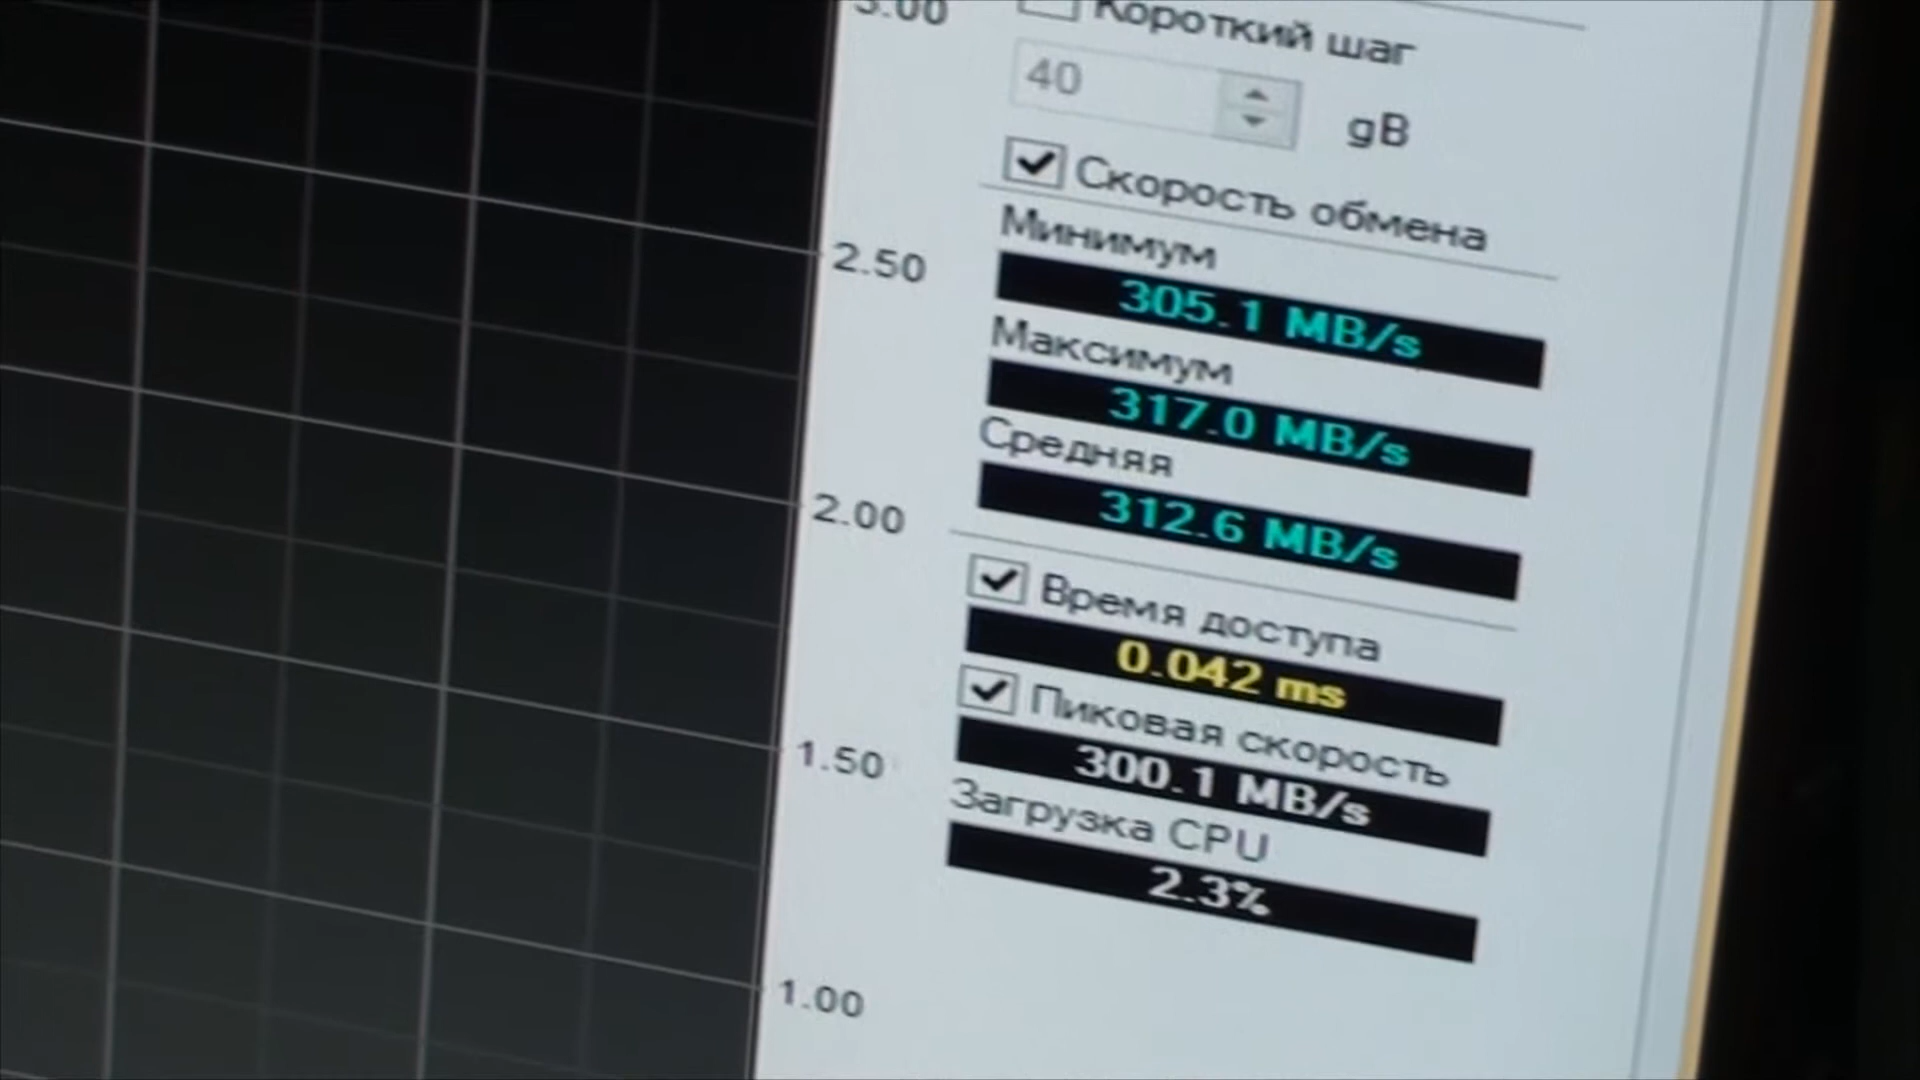 3.00
Короткий шаг
40
gB
Скорость обмена
Минимум
2.50
305.1 MB/s
Максимум
317.0 MB/s
Средняя
2.00
312.6 MB/s
Время доступа
0.042 ms
Пиковая скорость
1.50
300.1 MB/s
Загрузка CPU
2.3%
1.00